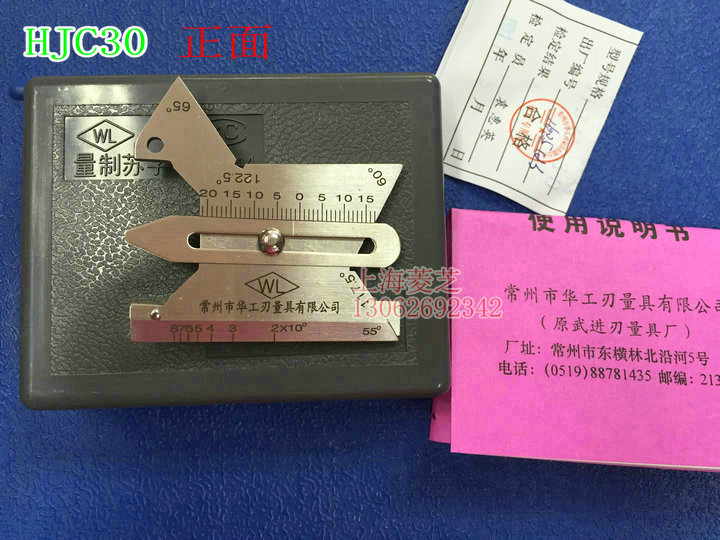 HJC30 正面
型号规格
出厂编号
检定结果 合格
检定员
年 月 日
WL
量制苏字
C
65°
122.5°
60°
20 15 10 5 0 5 10 15
WL
常州市华工刃量具有限公司
8765 4 3 2×10° 55°
上海菱芝
13062692342
使用说明书
常州市华工刃量具有限公司
(原武进刃量具厂)
厂址:常州市东横林北沿河5号
电话:(0519)88781435 邮编:213